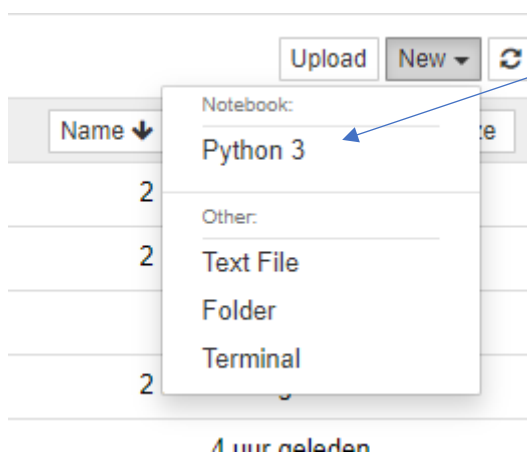 Upload New
Notebook:
Name
Python 3
2
Other:
2
Text File
Folder
Terminal
2
4 uur geleden